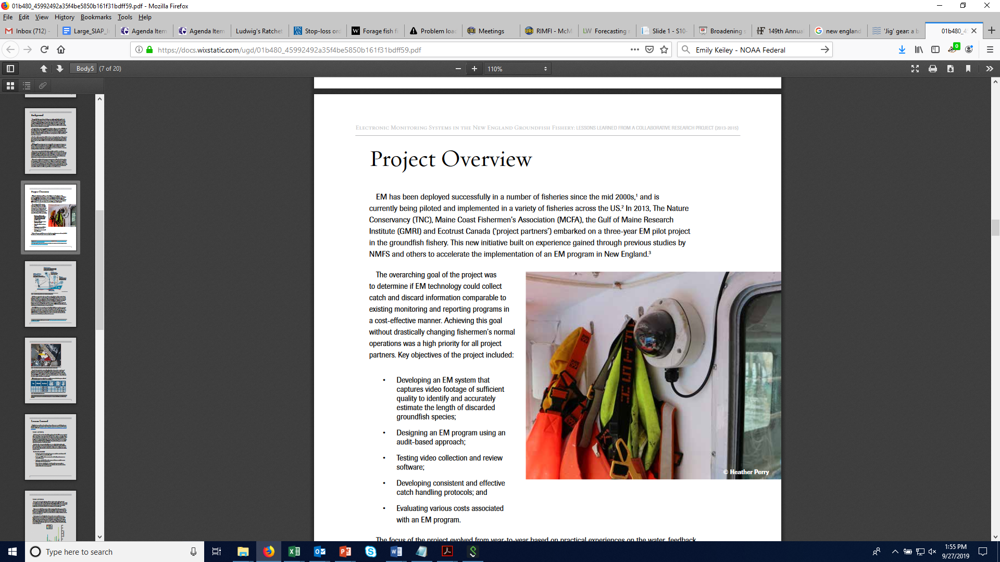 01b480_45992492a35f4be5850b161f31bdff59.pdf - Mozilla Firefox
File Edit View History Bookmarks Tools Help
Inbox (712) - Large_SIAP_I Agenda Item Agenda Item Ludwig's Ratchet Stop-loss ord Forage fish fi Problem load Meetings RIMFI - McM Forecasting Slide 1 - S10- Broadening s 149th Annual new england 'Jig' gear: a b 01b480_4
https://docs.wixstatic.com/ugd/01b480_45992492a35f4be5850b161f31bdff59.pdf
Emily Keiley - NOAA Federal
0
Body5 (7 of 20)
110%
Background
Project Overview
Lessons Learned
Electronic Monitoring Systems in the New England Groundfish Fishery: LESSONS LEARNED FROM A COLLABORATIVE RESEARCH PROJECT (2013-2015)
Project Overview
EM has been deployed successfully in a number of fisheries since the mid 2000s,¹ and is
currently being piloted and implemented in a variety of fisheries across the US.² In 2013, The Nature
Conservancy (TNC), Maine Coast Fishermen's Association (MCFA), the Gulf of Maine Research
Institute (GMRI) and Ecotrust Canada ('project partners') embarked on a three-year EM pilot project
in the groundfish fishery. This new initiative built on experience gained through previous studies by
NMFS and others to accelerate the implementation of an EM program in New England.³
The overarching goal of the project was
to determine if EM technology could collect
catch and discard information comparable to
existing monitoring and reporting programs in
a cost-effective manner. Achieving this goal
without drastically changing fishermen's normal
operations was a high priority for all project
partners. Key objectives of the project included:
• Developing an EM system that
captures video footage of sufficient
quality to identify and accurately
estimate the length of discarded
groundfish species;
• Designing an EM program using an
audit-based approach;
• Testing video collection and review
software;
• Developing consistent and effective
catch handling protocols; and
• Evaluating various costs associated
with an EM program.
© Heather Perry
The focus of the project evolved from year-to-year based on practical experiences on the water, feedback
Type here to search
1:55 PM
9/27/2019